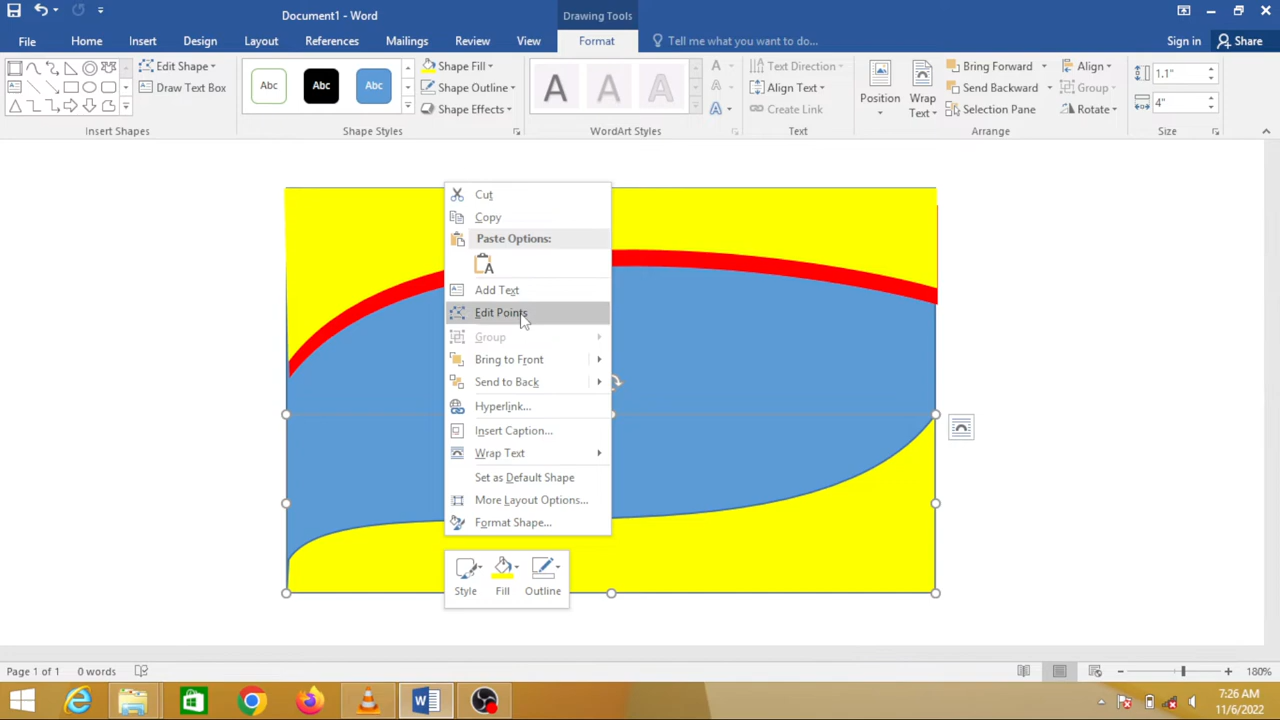 Document1 - Word
Drawing Tools
File
Home
Insert
Design
Layout
References
Mailings
Review
View
Format
Tell me what you want to do...
Sign in
Share
Edit Shape
Draw Text Box
Insert Shapes
Abc
Abc
Abc
Shape Fill
Shape Outline
Shape Effects
Shape Styles
A
A
A
WordArt Styles
Text Direction
Align Text
Create Link
Text
Position
Wrap
Text
Bring Forward
Send Backward
Selection Pane
Align
Group
Rotate
Arrange
1.1"
4"
Size
Cut
Copy
Paste Options:
A
Add Text
Edit Points
Group
Bring to Front
Send to Back
Hyperlink...
Insert Caption...
Wrap Text
Set as Default Shape
More Layout Options...
Format Shape...
Style
Fill
Outline
Page 1 of 1
0 words
180%
7:26 AM
11/6/2022